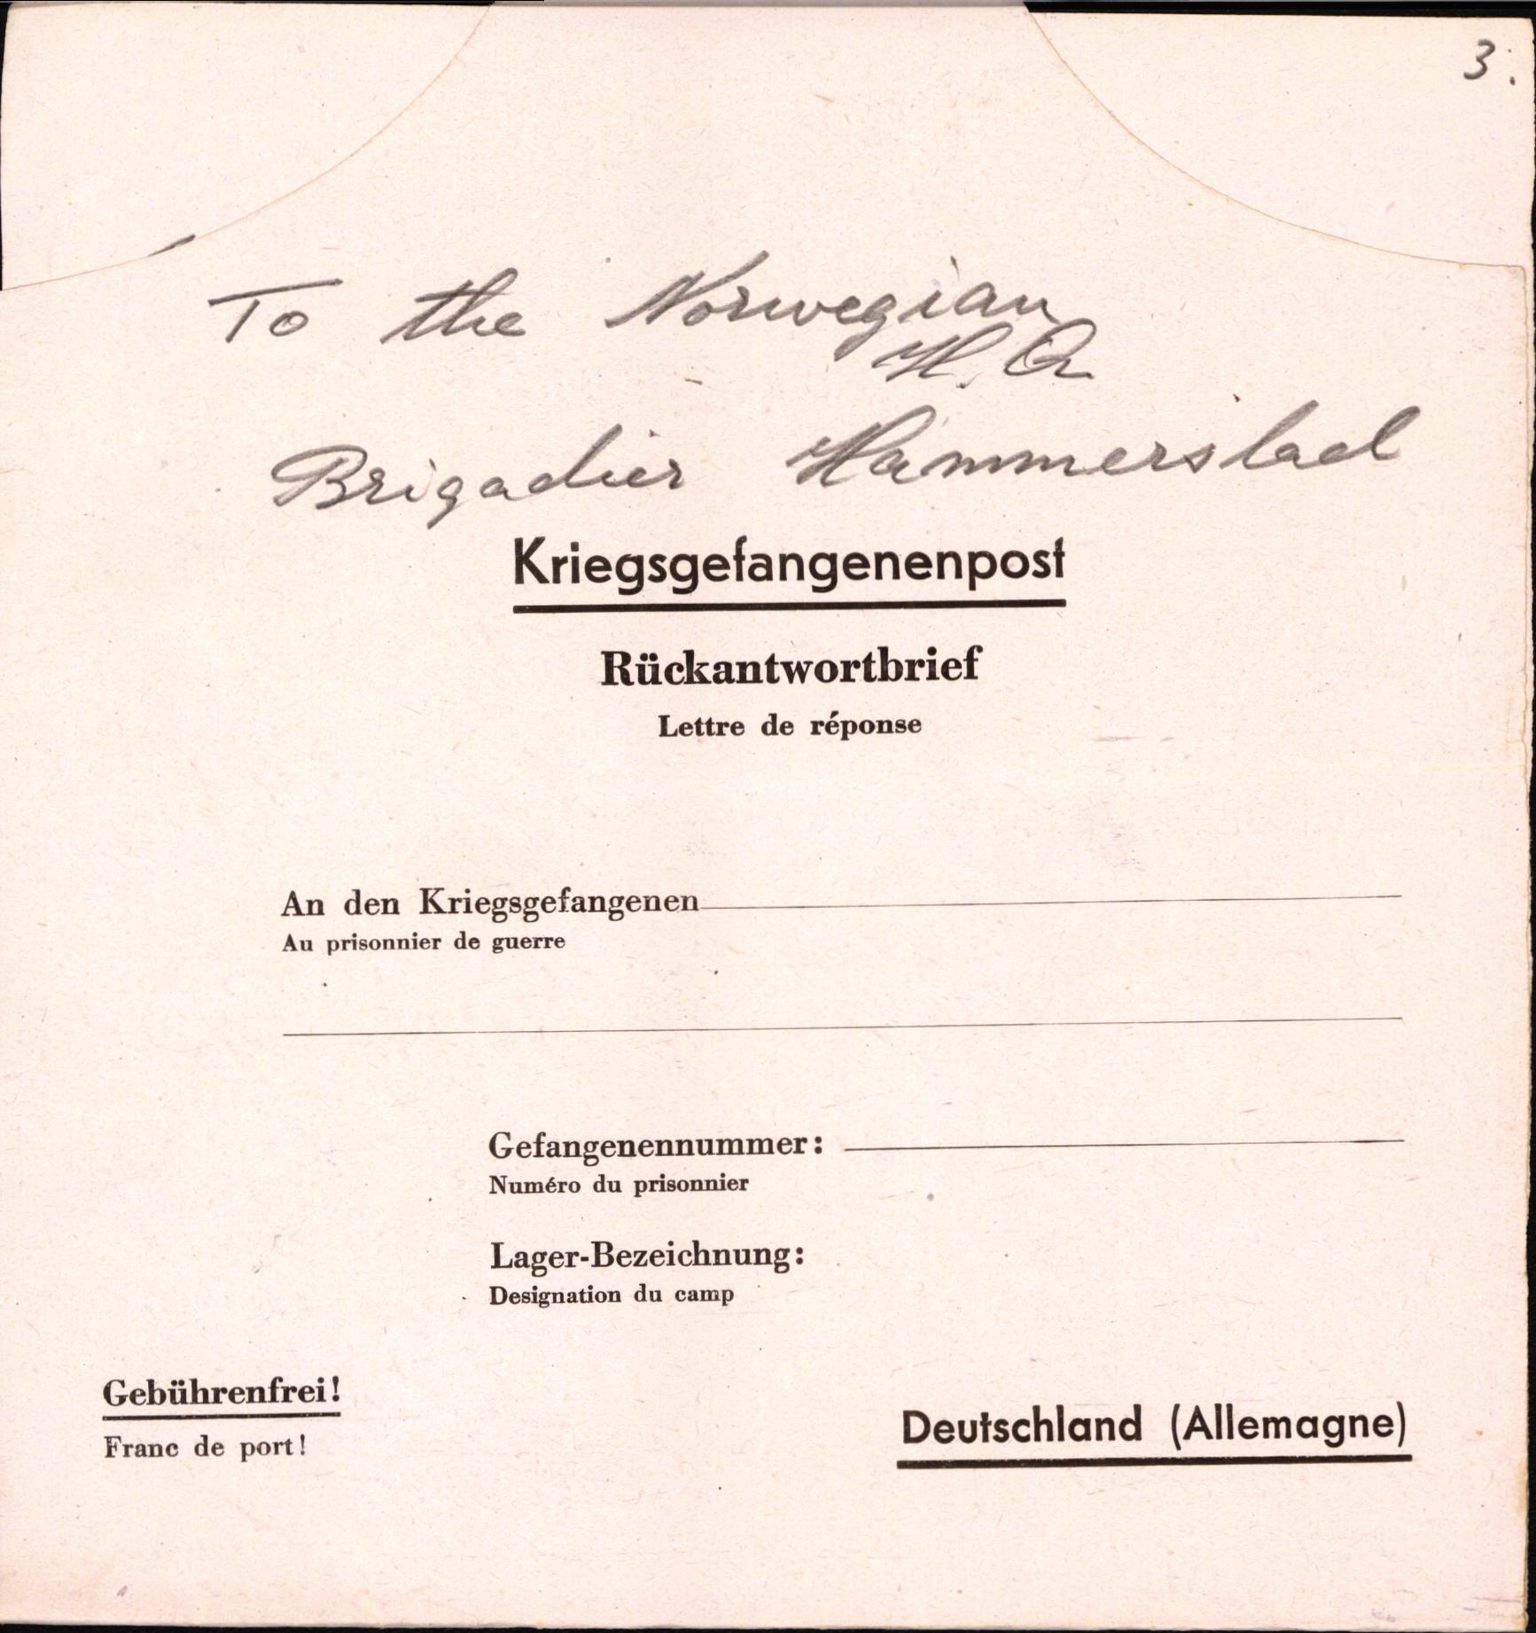 3.
To the Norwegian
H.Q
Brigadier Hammerstad
Kriegsgefangenenpost
Rückantwortbrief
Lettre de réponse
An den Kriegsgefangenen
Au prisonnier de guerre
Gefangenennummer:
Numéro du prisonnier
Lager-Bezeichnung:
Designation du camp
Gebührenfrei!
Franc de port!
Deutschland (Allemagne)